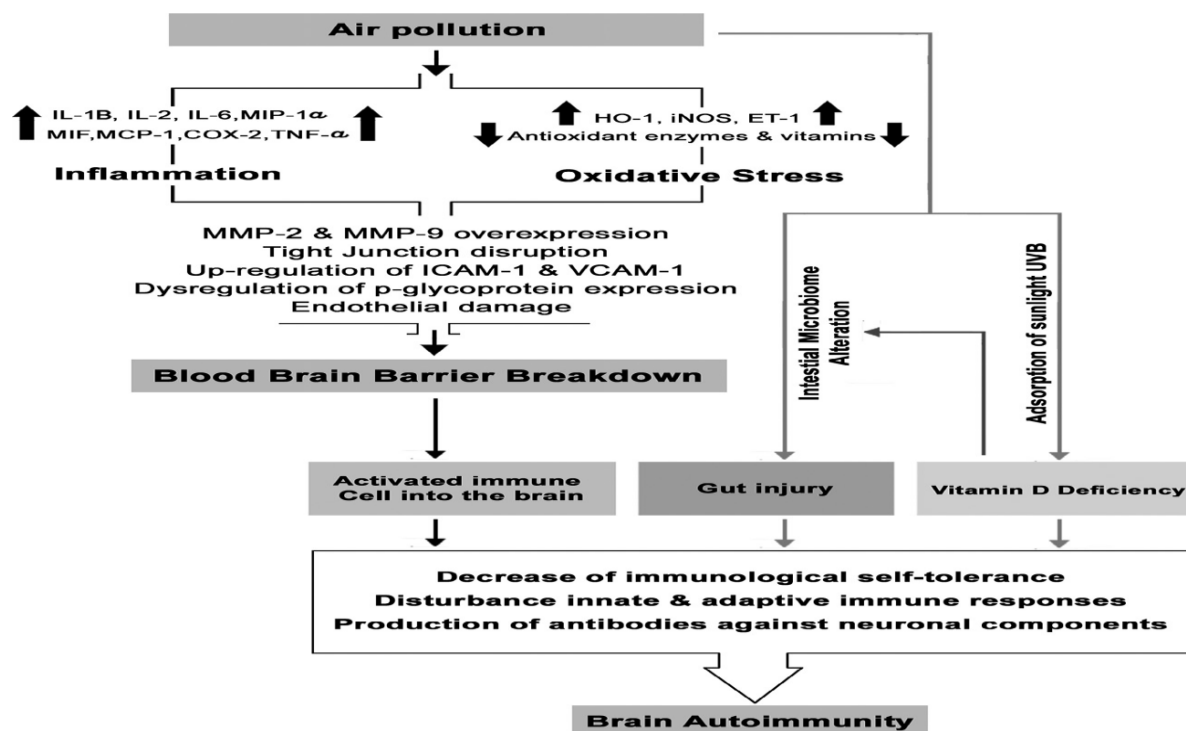 Air pollution
IL-1B, IL-2, IL-6,MIP-1α
MIF,MCP-1,COX-2,TNF-α
Inflammation
HO-1, iNOS, ET-1
Antioxidant enzymes & vitamins
Oxidative Stress
MMP-2 & MMP-9 overexpression
Tight Junction disruption
Up-regulation of ICAM-1 & VCAM-1
Dysregulation of p-glycoprotein expression
Endothelial damage
Blood Brain Barrier Breakdown
Intestial Microbiome
Alteration
Adsorption of sunlight UVB
Activated immune
Cell into the brain
Gut injury
Vitamin D Deficiency
Decrease of immunological self-tolerance
Disturbance innate & adaptive immune responses
Production of antibodies against neuronal components
Brain Autoimmunity